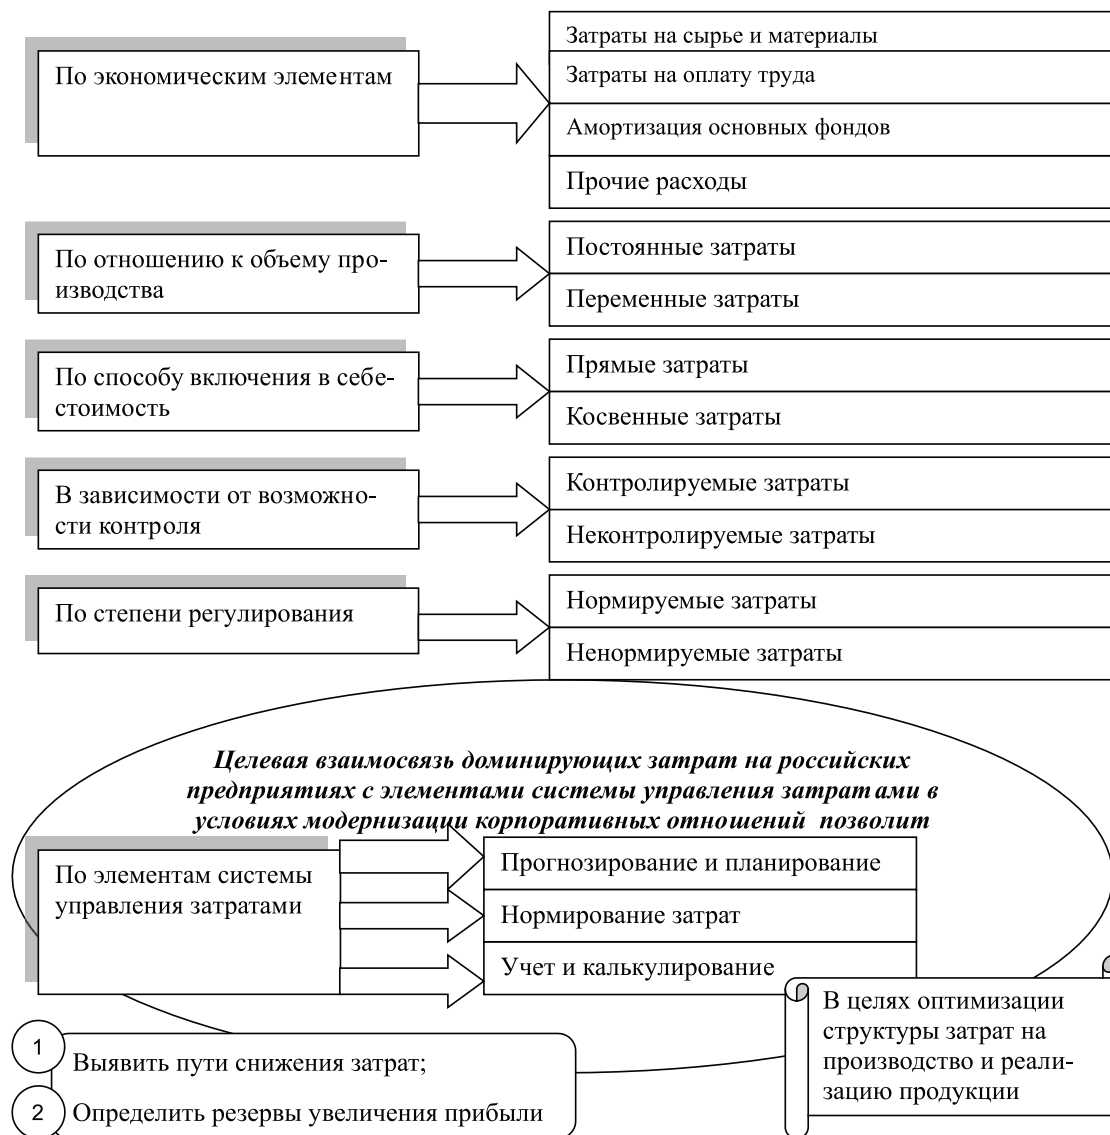 По экономическим элементам
Затраты на сырье и материалы
Затраты на оплату труда
Амортизация основных фондов
Прочие расходы
По отношению к объему про-
изводства
Постоянные затраты
Переменные затраты
По способу включения в себе-
стоимость
Прямые затраты
Косвенные затраты
В зависимости от возможно-
сти контроля
Контролируемые затраты
Неконтролируемые затраты
По степени регулирования
Нормируемые затраты
Ненормируемые затраты
Целевая взаимосвязь доминирующих затрат на российских
предприятиях с элементами системы управления затратами в
условиях модернизации корпоративных отношений позволит
По элементам системы
управления затратами
Прогнозирование и планирование
Нормирование затрат
Учет и калькулирование
1
Выявить пути снижения затрат;
2
Определить резервы увеличения прибыли
В целях оптимизации
структуры затрат на
производство и реали-
зацию продукции